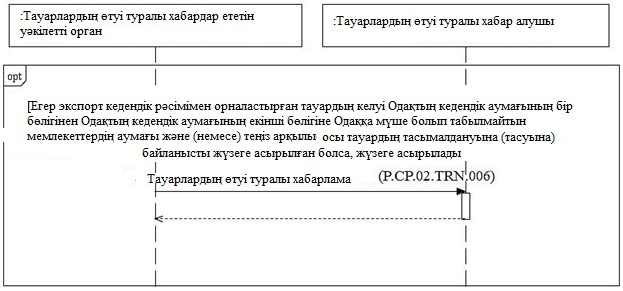 :Тауарлардың өтуі туралы хабардар ететін
уәкілетті орган
:Тауарлардың өтуі туралы хабар алушы
opt
[Егер экспорт кедендік рәсімімен орналастырған тауардың келуі Одақтың кедендік аумағының бір
бөлігінен Одақтың кедендік аумағының екінші бөлігіне Одаққа мүше болып табылмайтын
мемлекеттердің аумағы және (немесе) теңіз арқылы осы тауардың тасымалдануына (тасуына)
байланысты жүзеге асырылған болса, жүзеге асырылады
Тауарлардың өтуі туралы хабарлама (P.CP.02.TRN.006)